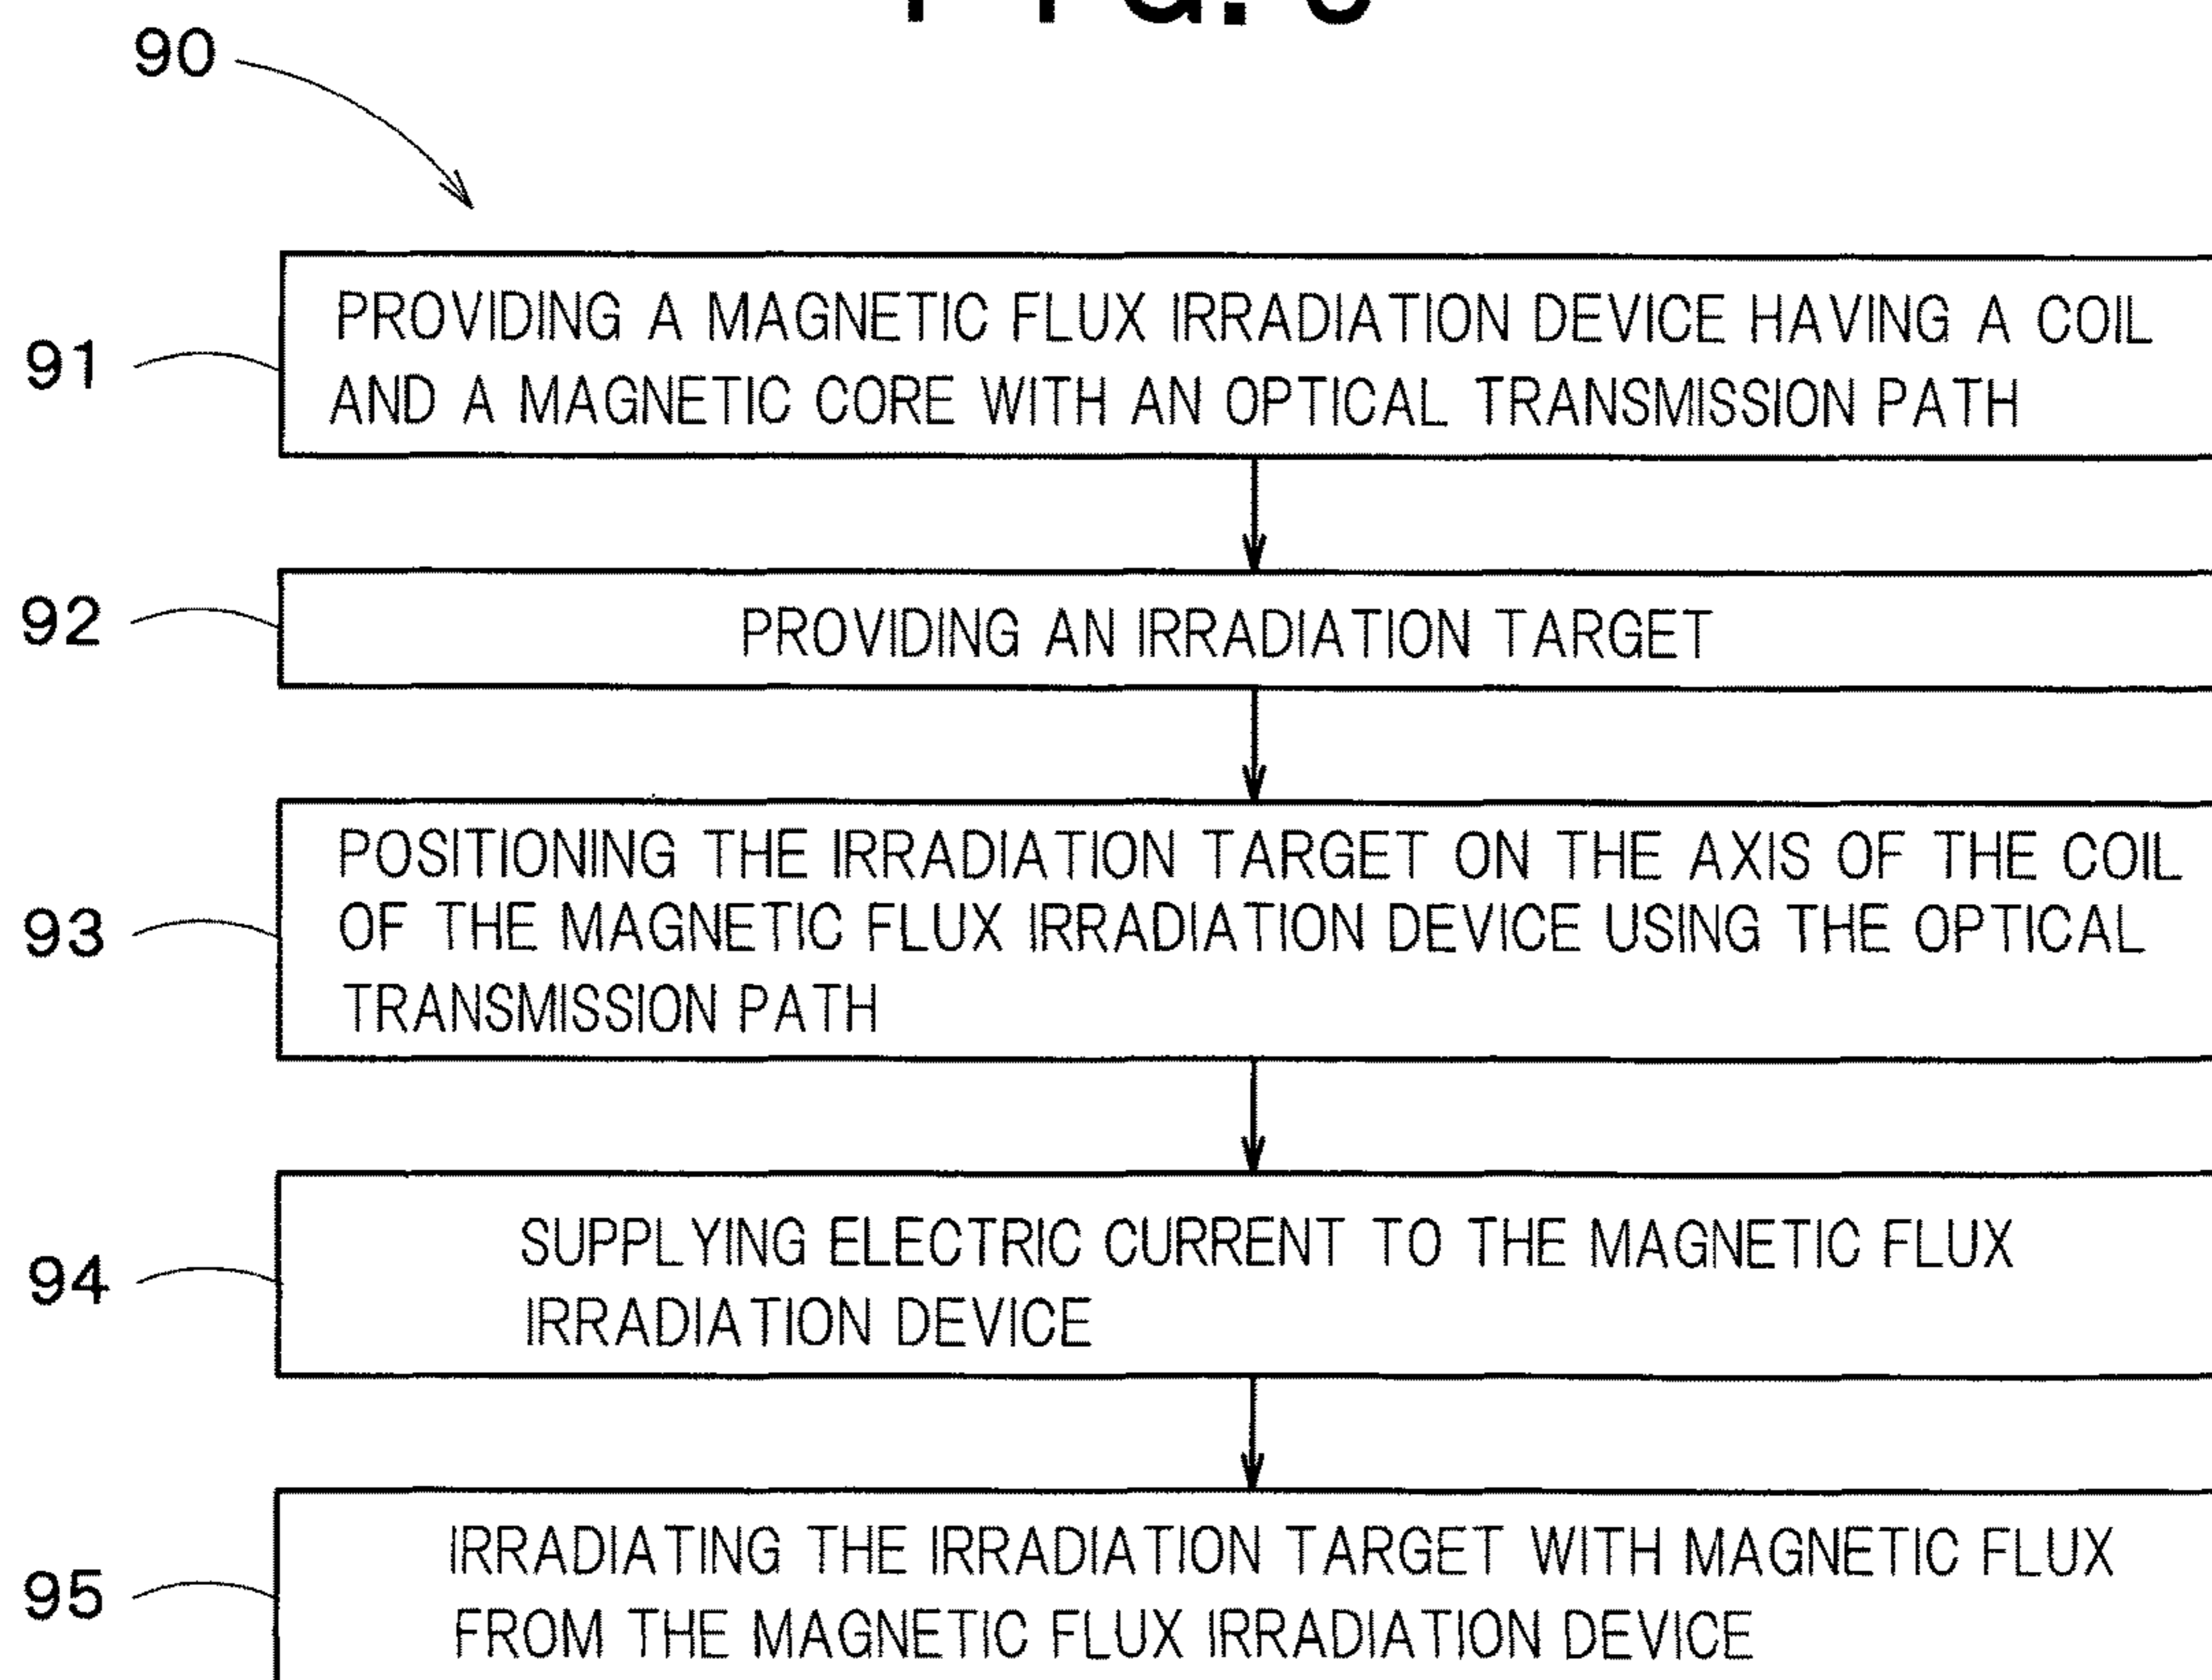 FIG.
90
91
PROVIDING A MAGNETIC FLUX IRRADIATION DEVICE HAVING A COIL
AND A MAGNETIC CORE WITH AN OPTICAL TRANSMISSION PATH
92
PROVIDING AN IRRADIATION TARGET
93
POSITIONING THE IRRADIATION TARGET ON THE AXIS OF THE COIL
OF THE MAGNETIC FLUX IRRADIATION DEVICE USING THE OPTICAL
TRANSMISSION PATH
94
SUPPLYING ELECTRIC CURRENT TO THE MAGNETIC FLUX
IRRADIATION DEVICE
95
IRRADIATING THE IRRADIATION TARGET WITH MAGNETIC FLUX
FROM THE MAGNETIC FLUX IRRADIATION DEVICE